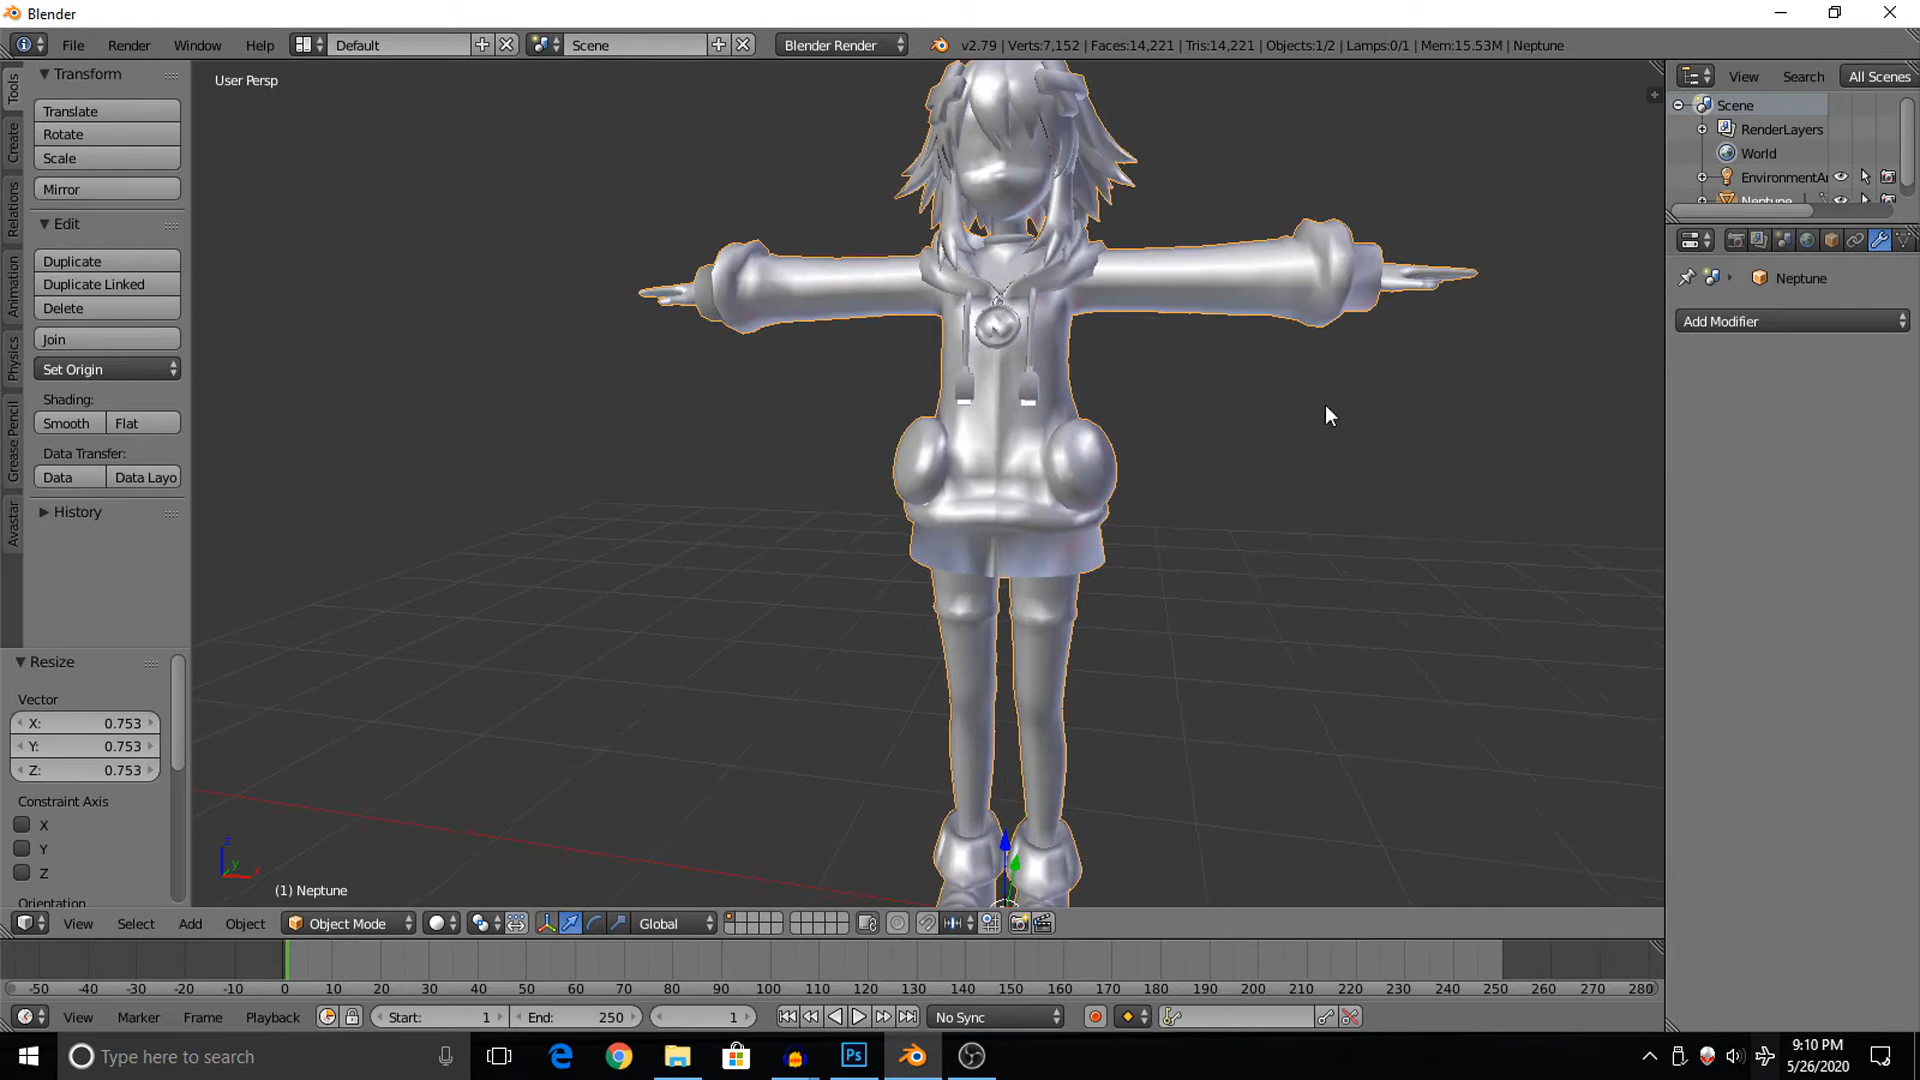 Blender
File Render Window Help Default Scene Blender Render v2.79 | Verts:7,152 | Faces:14,221 | Tris:14,221 | Objects:1/2 | Lamps:0/1 | Mem:15.53M | Neptune
Tools
Create
Relations
Animation
Physics
Grease Pencil
Avastar
Transform
Translate
Rotate
Scale
Mirror
Edit
Duplicate
Duplicate Linked
Delete
Join
Set Origin
Shading:
Smooth Flat
Data Transfer:
Data Data Layo
History
Resize
Vector
X: 0.753
Y: 0.753
Z: 0.753
Constraint Axis
X
Y
Z
Orientation
User Persp
z
y
x
(1) Neptune
View Search All Scenes
Scene
RenderLayers
World
EnvironmentAr
Neptune
Neptune
Add Modifier
View Select Add Object Object Mode Global
-50 -40 -30 -20 -10 0 10 20 30 40 50 60 70 80 90 100 110 120 130 140 150 160 170 180 190 200 210 220 230 240 250 260 270 280
View Marker Frame Playback Start: 1 End: 250 1 No Sync
Type here to search
Ps
9:10 PM
5/26/2020